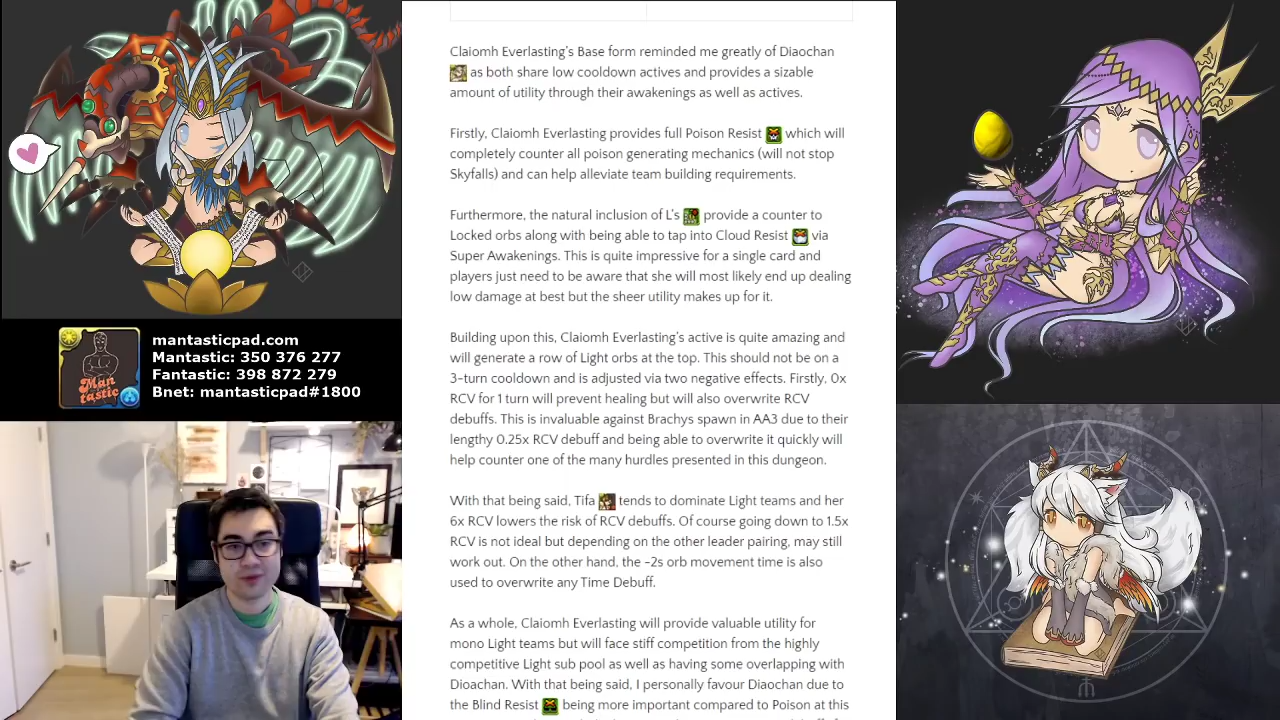 Claiomh Everlasting's Base form reminded me greatly of Diaochan
as both share low cooldown actives and provides a sizable
amount of utility through their awakenings as well as actives.
Firstly, Claiomh Everlasting provides full Poison Resist which will
completely counter all poison generating mechanics (will not stop
Skyfalls) and can help alleviate team building requirements.
Furthermore, the natural inclusion of L's provide a counter to
Locked orbs along with being able to tap into Cloud Resist via
Super Awakenings. This is quite impressive for a single card and
players just need to be aware that she will most likely end up dealing
low damage at best but the sheer utility makes up for it.
Building upon this, Claiomh Everlasting's active is quite amazing and
will generate a row of Light orbs at the top. This should not be on a
3-turn cooldown and is adjusted via two negative effects. Firstly, 0x
RCV for 1 turn will prevent healing but will also overwrite RCV
debuffs. This is invaluable against Brachys spawn in AA3 due to their
lengthy 0.25x RCV debuff and being able to overwrite it quickly will
help counter one of the many hurdles presented in this dungeon.
With that being said, Tifa tends to dominate Light teams and her
6x RCV lowers the risk of RCV debuffs. Of course going down to 1.5x
RCV is not ideal but depending on the other leader pairing, may still
work out. On the other hand, the -2s orb movement time is also
used to overwrite any Time Debuff.
As a whole, Claiomh Everlasting will provide valuable utility for
mono Light teams but will face stiff competition from the highly
competitive Light sub pool as well as having some overlapping with
Dioachan. With that being said, I personally favour Diaochan due to
the Blind Resist being more important compared to Poison at this
mantasticpad.com
Mantastic: 350 376 277
Fantastic: 398 872 279
Bnet: mantasticpad#1800
Man
tastic